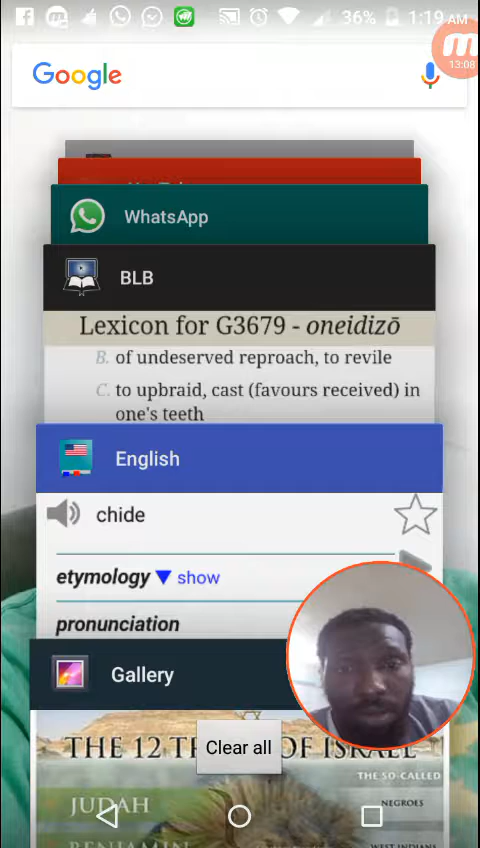 36% 1:19 AM
Google
13:08
WhatsApp
BLB
Lexicon for G3679 - oneidizō
B. of undeserved reproach, to revile
C. to upbraid, cast (favours received) in
one's teeth
English
chide
etymology ▼ show
pronunciation
Gallery
THE 12 OF ISRAEL
Clear all
THE SO-CALLED
JUDAH
NEGROES
BENJAMIN
WEST INDIANS